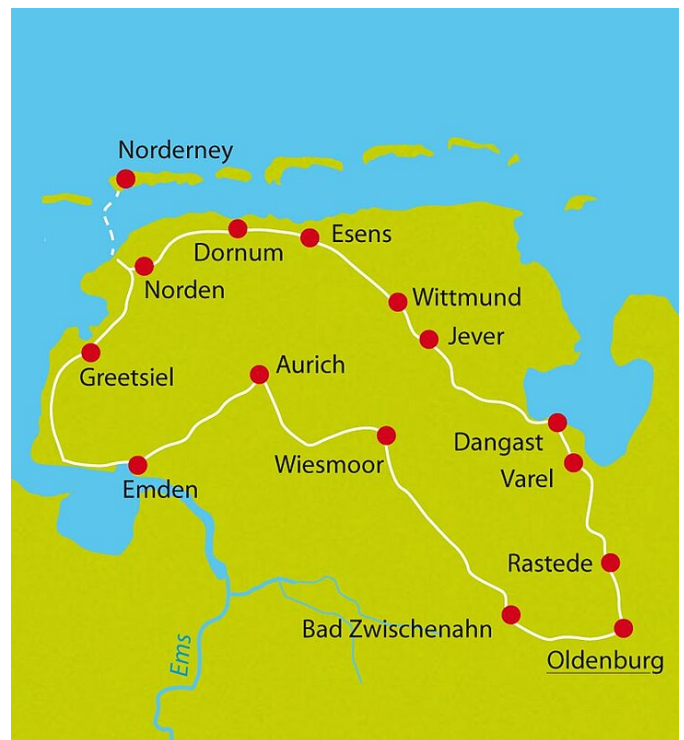 Norderney
Dornum
Esens
Norden
Wittmund
Jever
Greetsiel
Aurich
Dangast
Wiesmoor
Varel
Emden
Rastede
Bad Zwischenahn
Ems
Oldenburg